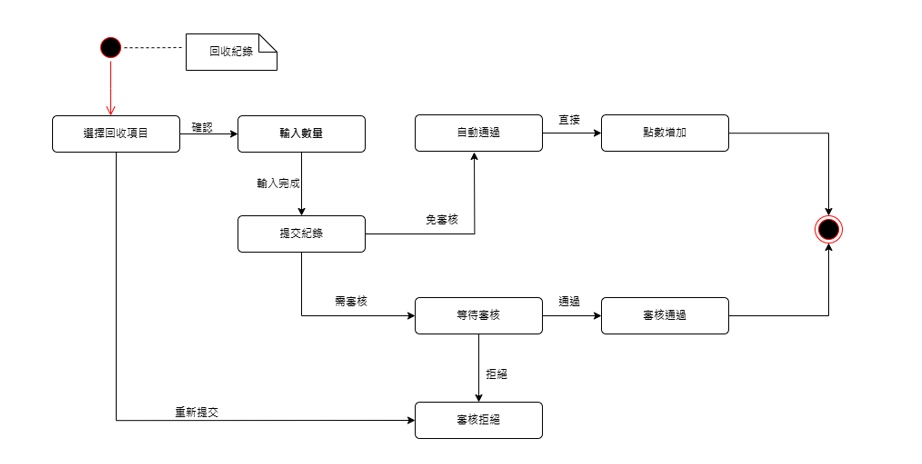 回收紀錄
選擇回收項目
確認
輸入數量
自動通過
直接
點數增加
輸入完成
提交紀錄
免審核
需審核
等待審核
通過
審核通過
拒絕
重新提交
審核拒絕